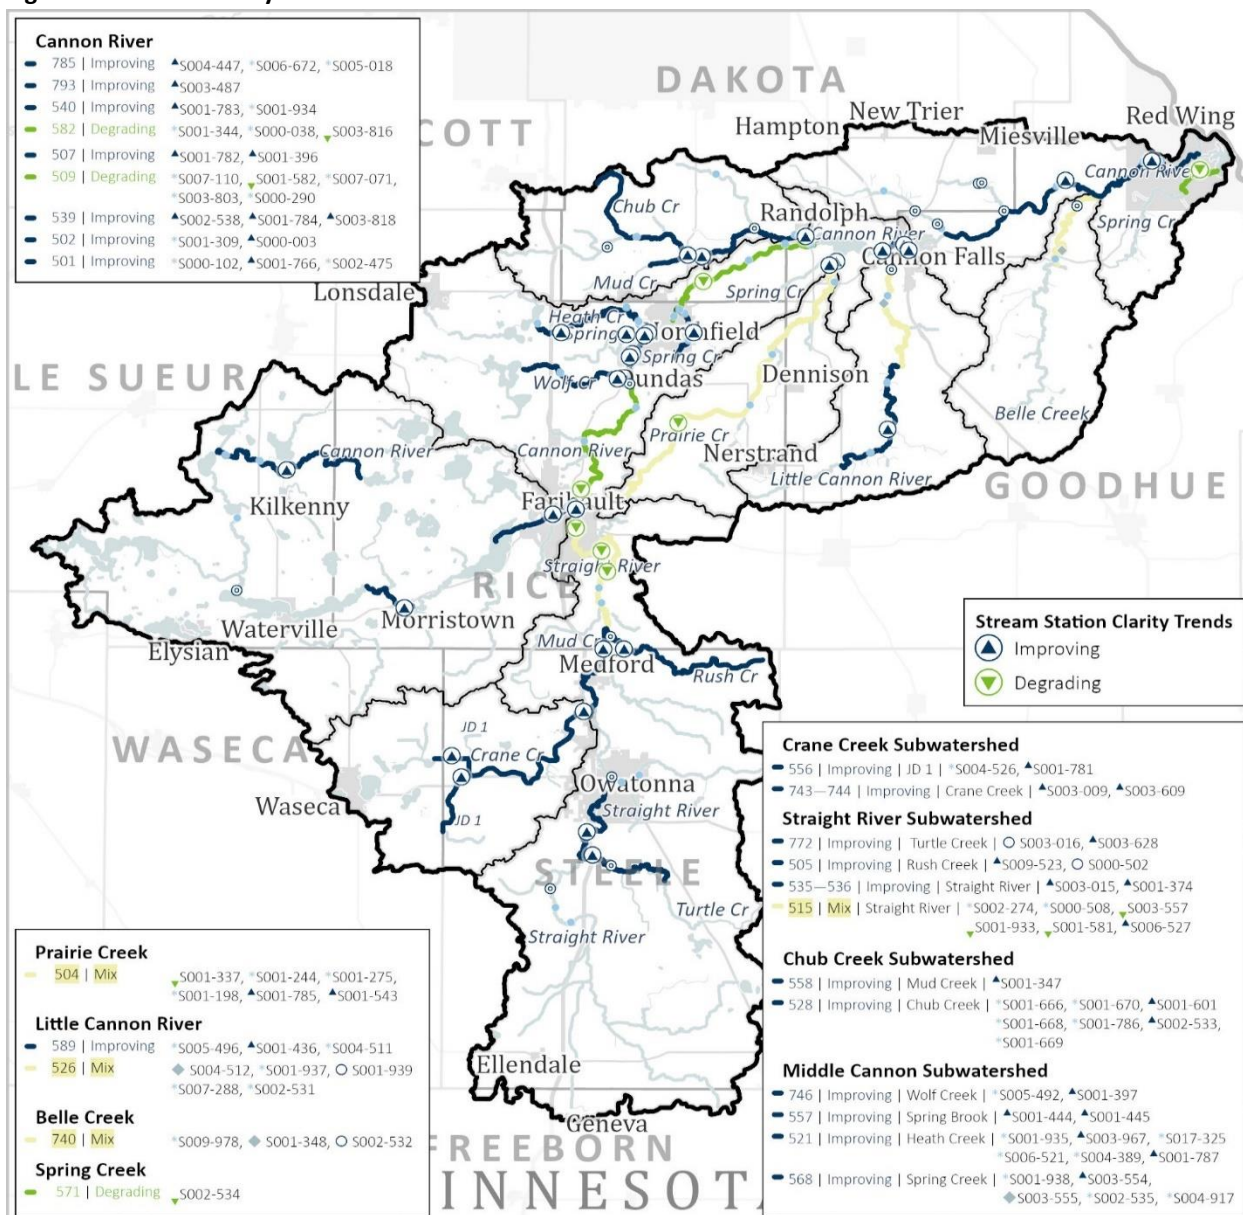 Cannon River
785 | Improving ▲S004-447, *S006-672, *S005-018
793 | Improving ▲S003-487
540 | Improving ▲S001-783, *S001-934
582 | Degrading *S001-344, *S000-038, ▼S003-816
507 | Improving ▲S001-782, ▲S001-396
509 | Degrading *S007-110, ▼S001-582, *S007-071,
*S003-803, *S000-290
539 | Improving ▲S002-538, ▲S001-784, ▲S003-818
502 | Improving *S001-309, ▲S000-003
501 | Improving *S000-102, ▲S001-766, *S002-475
DAKOTA
COTT
Hampton
New Trier
Miesville
Red Wing
Cannon River
Spring Cr
Chub Cr
Randolph
Cannon River
Cannon Falls
Mud Cr
Spring Cr
Lonsdale
Heath Cr
Spring
Northfield
Spring Cr
Wolf Cr
Dundas
Dennison
LE SUEUR
Belle Creek
Prairie Cr
Nerstrand
Little Cannon River
GOODHUE
Cannon River
Cannon River
Kilkenny
Faribault
Straight River
RICE
Morristown
Waterville
Elysian
Mud Cr
Medford
Rush Cr
WASECA
JD 1
Crane Cr
Waseca
JD 1
Owatonna
Straight River
STEELE
Turtle Cr
Straight River
Ellendale
Geneva
FREEBORN
MINNESOTA
Stream Station Clarity Trends
Improving
Degrading
Crane Creek Subwatershed
556 | Improving | JD 1 | *S004-526, ▲S001-781
743—744 | Improving | Crane Creek | ▲S003-009, ▲S003-609
Straight River Subwatershed
772 | Improving | Turtle Creek | O S003-016, ▲S003-628
505 | Improving | Rush Creek | ▲S009-523, O S000-502
535—536 | Improving | Straight River | ▲S003-015, ▲S001-374
515 | Mix | Straight River | *S002-274, *S000-508, ▼S003-557
▼S001-933, ▼S001-581, ▲S006-527
Chub Creek Subwatershed
558 | Improving | Mud Creek | ▲S001-347
528 | Improving | Chub Creek | *S001-666, *S001-670, ▲S001-601
*S001-668, *S001-786, ▲S002-533,
*S001-669
Middle Cannon Subwatershed
746 | Improving | Wolf Creek | *S005-492, ▲S001-397
557 | Improving | Spring Brook | ▲S001-444, ▲S001-445
521 | Improving | Heath Creek | *S001-935, ▲S003-967, *S017-325
*S006-521, *S004-389, ▲S001-787
568 | Improving | Spring Creek | *S001-938, ▲S003-554,
◆S003-555, *S002-535, *S004-917
Prairie Creek
504 | Mix ▼S001-337, *S001-244, *S001-275,
*S001-198, ▲S001-785, ▲S001-543
Little Cannon River
589 | Improving *S005-496, ▲S001-436, *S004-511
526 | Mix ◆ S004-512, *S001-937, O S001-939
*S007-288, *S002-531
Belle Creek
740 | Mix *S009-978, ◆ S001-348, O S002-532
Spring Creek
571 | Degrading ▼S002-534